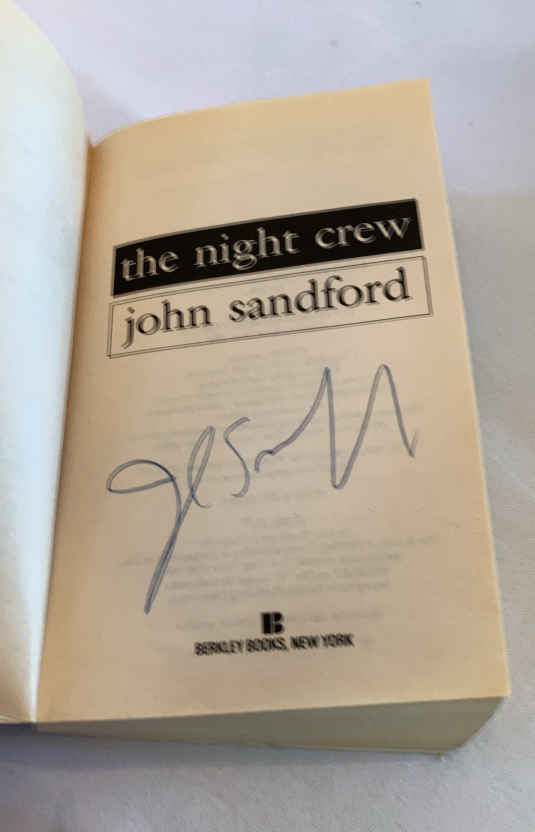 the night crew
john sandford
B
BERKLEY BOOKS, NEW YORK